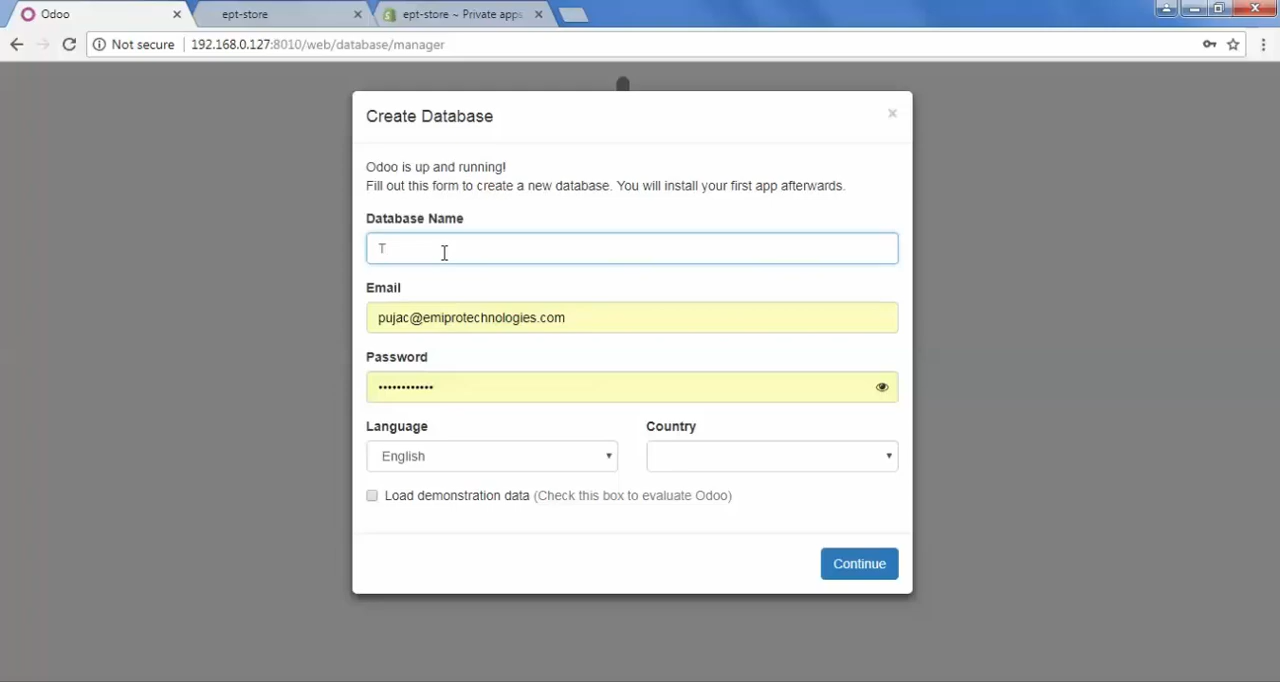 Odoo
ept-store
ept-store ~ Private apps
Not secure
192.168.0.127:8010/web/database/manager
Create Database
×
Odoo is up and running!
Fill out this form to create a new database. You will install your first app afterwards.
Database Name
T
Email
pujac@emiprotechnologies.com
Password
••••••••••••
Language
Country
English
Load demonstration data (Check this box to evaluate Odoo)
Continue